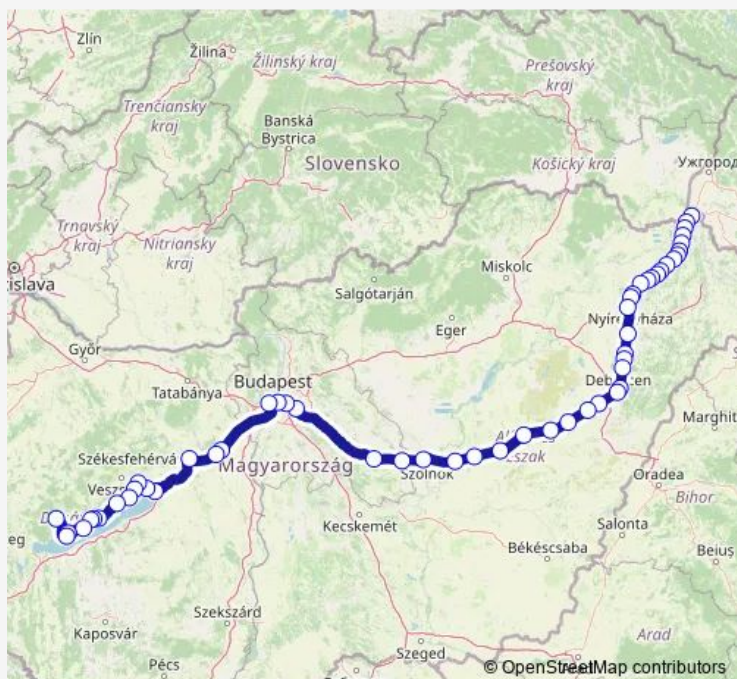 Zlín
Žilina
Žilinský kraj
Prešovský
kraj
Trenčiansky
kraj
Banská
Bystrica
Slovensko
Košický kraj
Ужгород
Trnavský
kraj
Nitriansky
kraj
Salgótarján
Miskolc
Eger
Győr
Tatabánya
Budapest
Székesfehérvá
Magyarország
Szolnok
Kecskemét
Oradea
Bihor
Salonta
Beiuș
Békéscsaba
Kaposvár
Szekszárd
Pécs
Szeged
Arad
© OpenStreetMap contributors